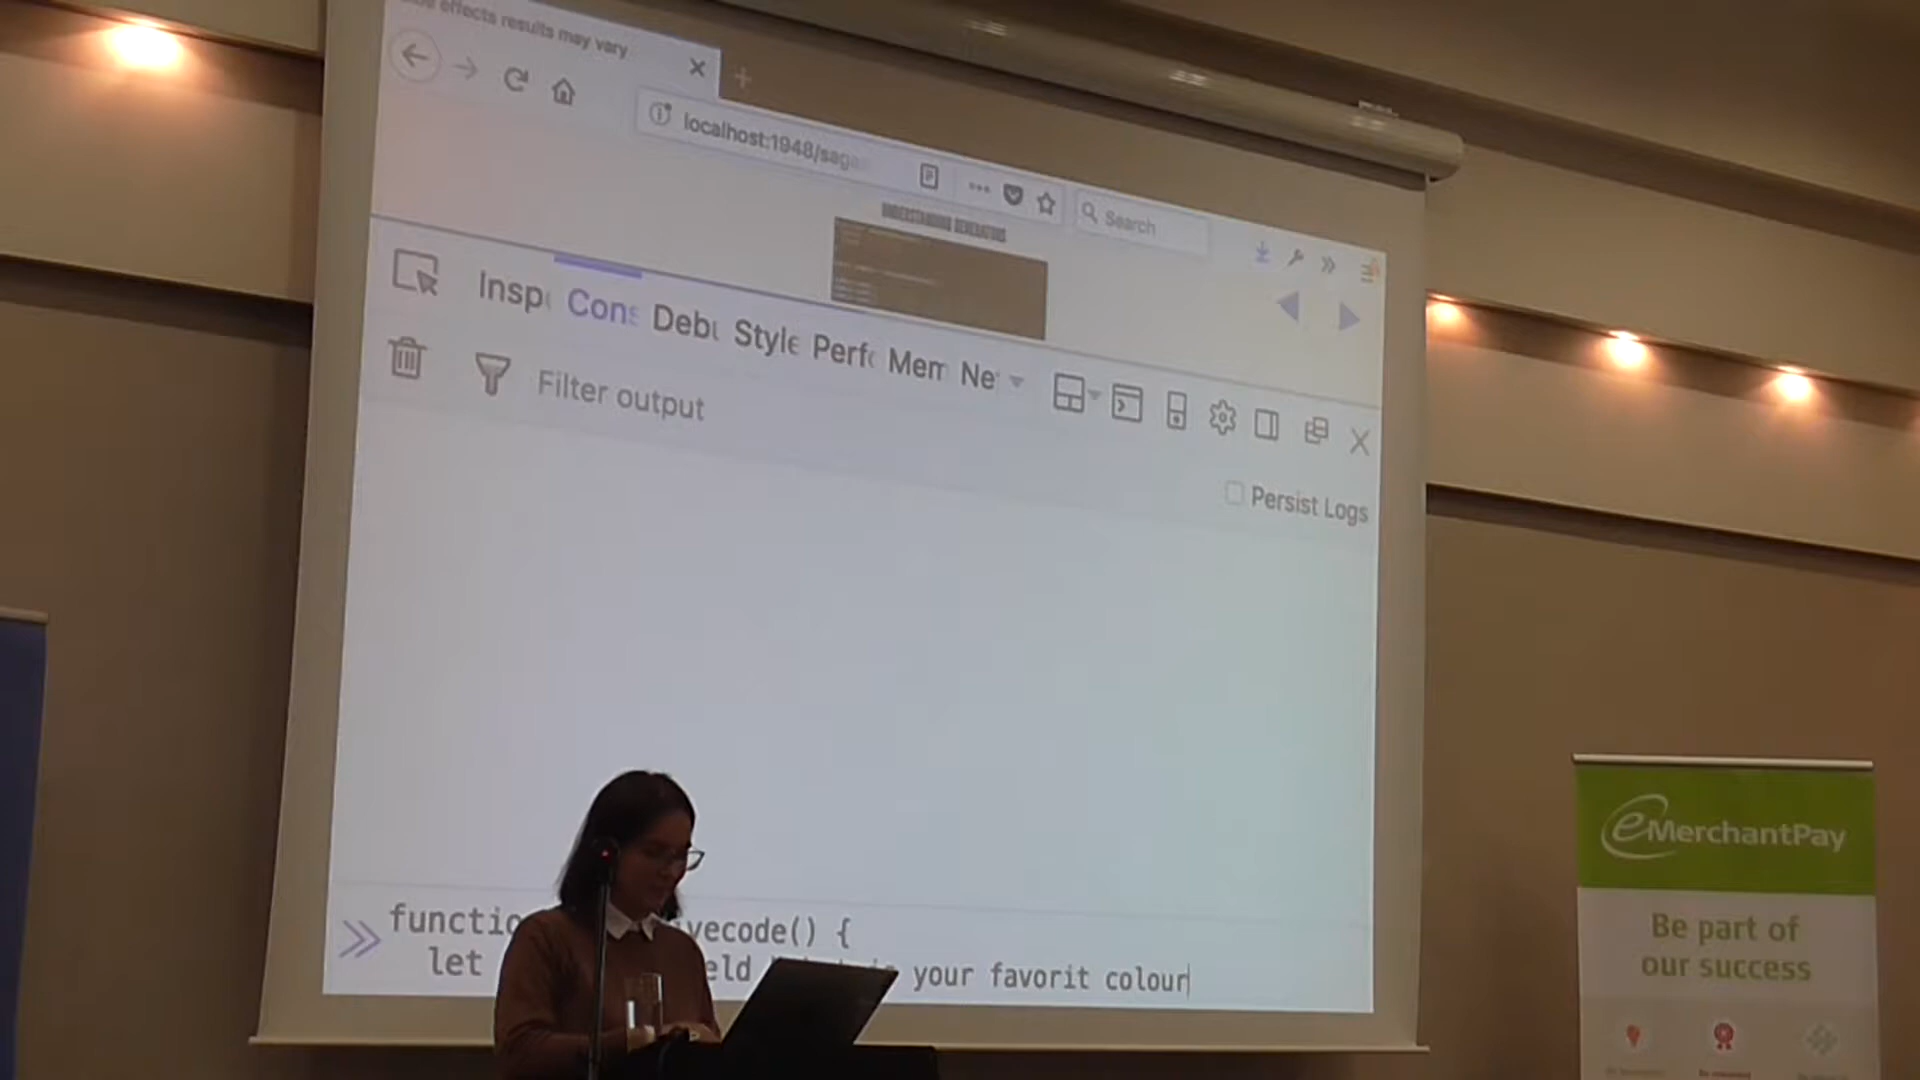 effects results may vary
localhost:1948/saga
Search
UNDERSTANDING GENERATORS
Insp Cons Debu Style Perfo Mem Ne
Filter output
Persist Logs
functio vecode() {
let eld your favorit colour
eMerchantPay
Be part of
our success